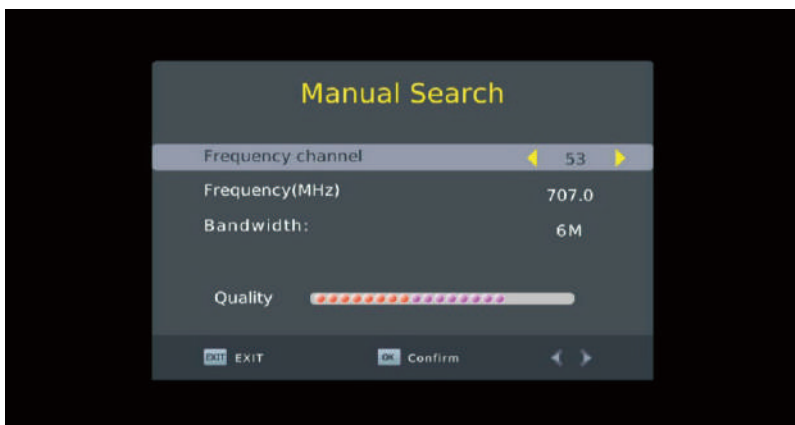 Manual Search
Frequency channel 53
Frequency(MHz) 707.0
Bandwidth: 6M
Quality
EXIT EXIT OK Confirm